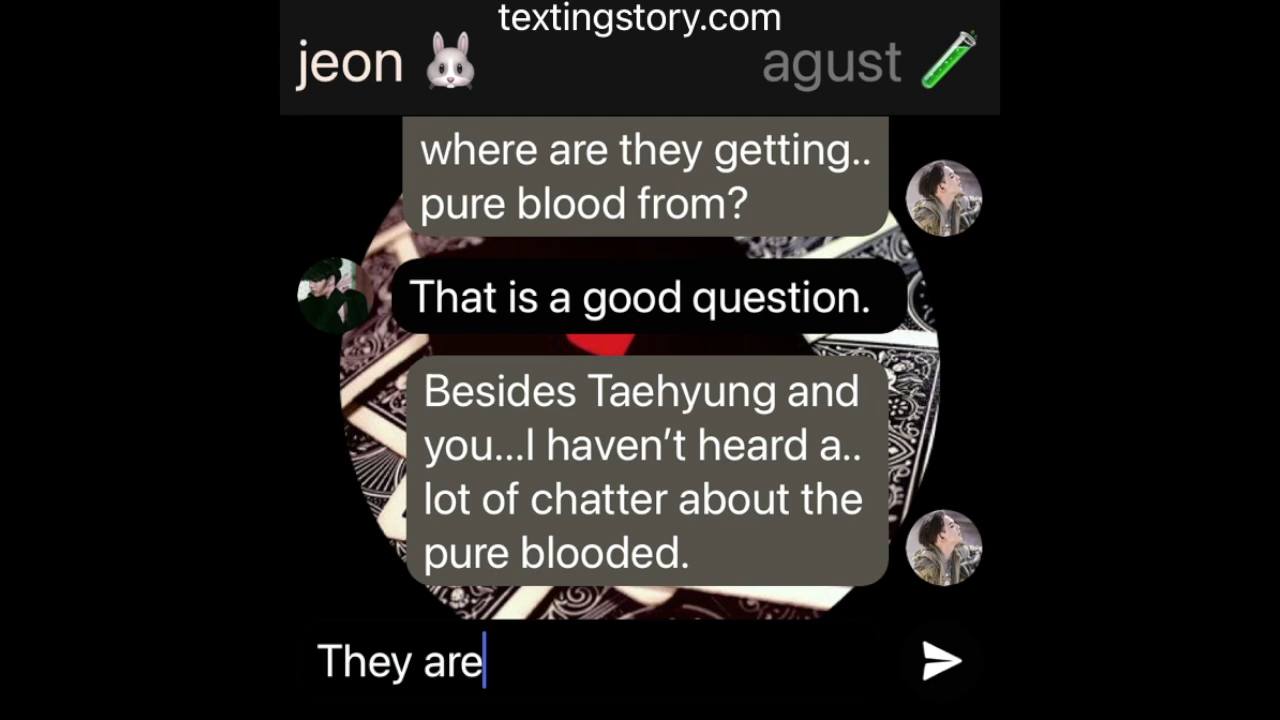 textingstory.com
jeon 🐰 agust 🧪
where are they getting..
pure blood from?
That is a good question.
Besides Taehyung and
you...I haven’t heard a..
lot of chatter about the
pure blooded.
They are